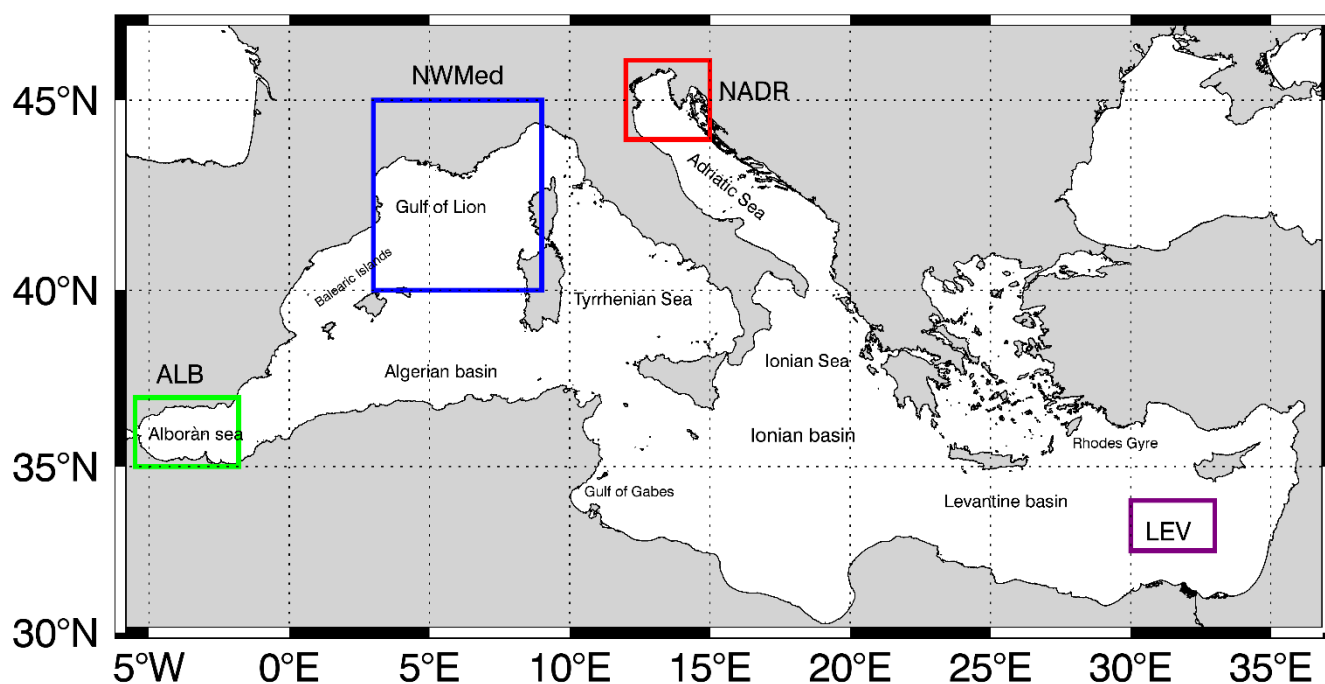 NWMed
NADR
45°N
Adriatic Sea
Gulf of Lion
Balearic Islands
40°N
Tyrrhenian Sea
Ionian Sea
ALB
Algerian basin
Alboràn sea
Ionian basin
Rhodes Gyre
35°N
Gulf of Gabes
Levantine basin
LEV
30°N
5°W 0°E 5°E 10°E 15°E 20°E 25°E 30°E 35°E